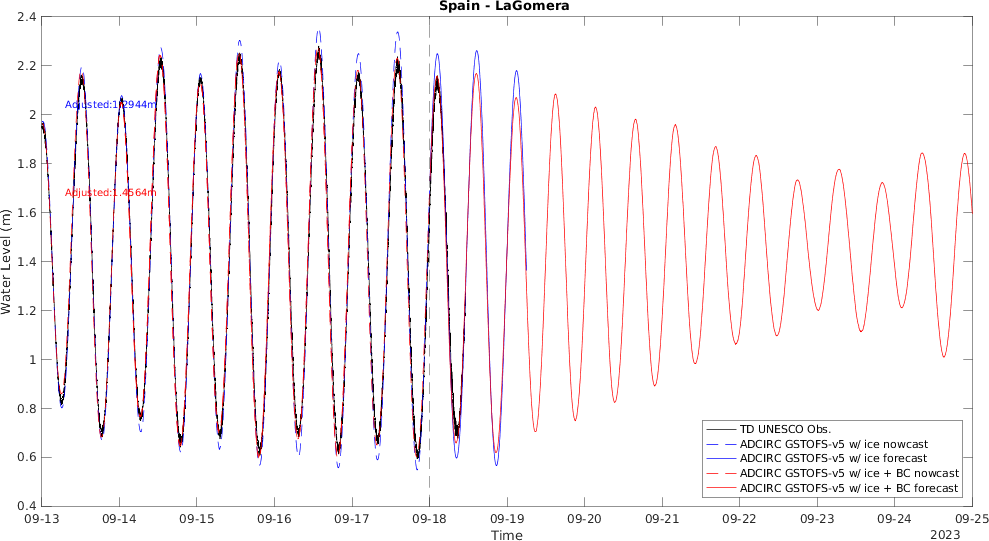 Spain - LaGomera
2.4
2.2
2
1.8
1.6
1.4
1.2
1
0.8
0.6
0.4
Water Level (m)
Adjusted:1.2944m
Adjusted:1.4564m
TD UNESCO Obs.
ADCIRC GSTOFS-v5 w/ ice nowcast
ADCIRC GSTOFS-v5 w/ ice forecast
ADCIRC GSTOFS-v5 w/ ice + BC nowcast
ADCIRC GSTOFS-v5 w/ ice + BC forecast
09-13 09-14 09-15 09-16 09-17 09-18 09-19 09-20 09-21 09-22 09-23 09-24 09-25
Time
2023